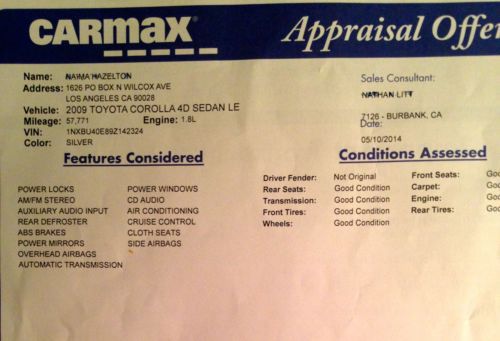 CARMAX®
Appraisal Offe
Name: NAIMA HAZELTON
Address: 1626 PO BOX N WILCOX AVE
LOS ANGELES CA 90028
Vehicle: 2009 TOYOTA COROLLA 4D SEDAN LE
Mileage: 57,771 Engine: 1.8L
VIN: 1NXBU40E89Z142324
Color: SILVER
Sales Consultant:
NATHAN LITT
7126 - BURBANK, CA
Date:
05/10/2014
Features Considered
POWER LOCKS POWER WINDOWS
AM/FM STEREO CD AUDIO
AUXILIARY AUDIO INPUT AIR CONDITIONING
REAR DEFROSTER CRUISE CONTROL
ABS BRAKES CLOTH SEATS
POWER MIRRORS SIDE AIRBAGS
OVERHEAD AIRBAGS
AUTOMATIC TRANSMISSION
Conditions Assessed
Driver Fender: Not Original Front Seats: Goo
Rear Seats: Good Condition Carpet: Goo
Transmission: Good Condition Engine: Goo
Front Tires: Good Condition Rear Tires: Goo
Wheels: Good Condition